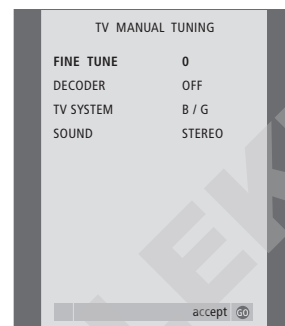 TV MANUAL TUNING
FINE TUNE 0
DECODER OFF
TV SYSTEM B / G
SOUND STEREO
accept GO